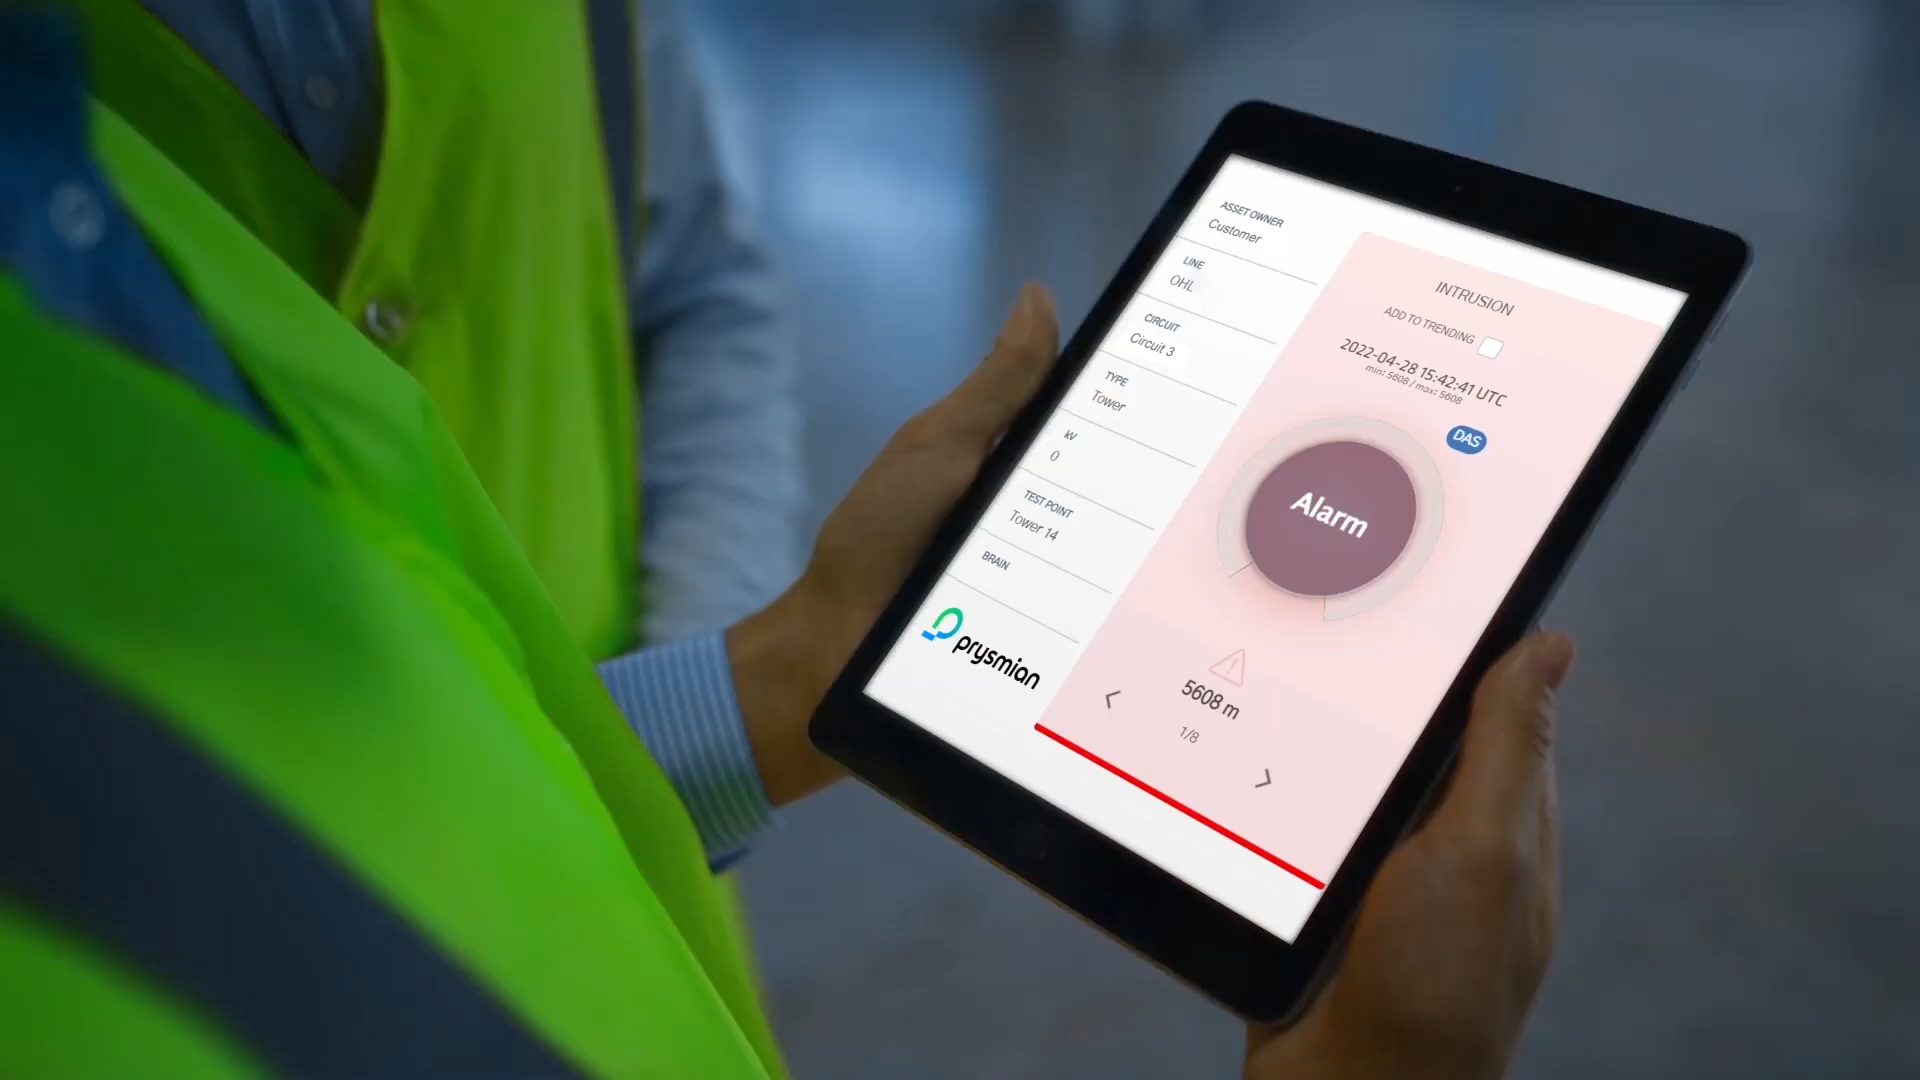 ASSET OWNER
Customer
LINE
OHL
CIRCUIT
Circuit 3
TYPE
Tower
kV
0
TEST POINT
Tower 14
BRAIN
prysmian
INTRUSION
ADD TO TRENDING
2022-04-28 15:42:41 UTC
min: 5608 / max: 5608
DAS
Alarm
5608 m
1/8